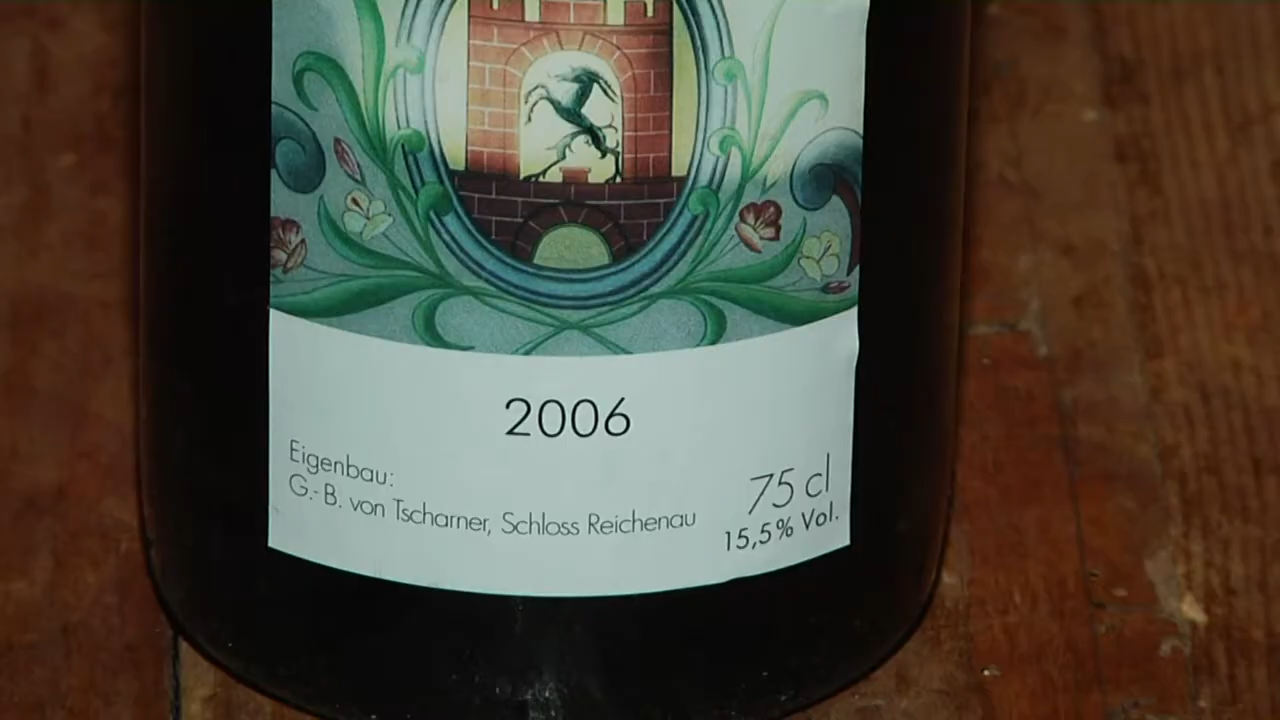 2006
Eigenbau:
G.-B. von Tscharner, Schloss Reichenau
75 cl
15,5% Vol.